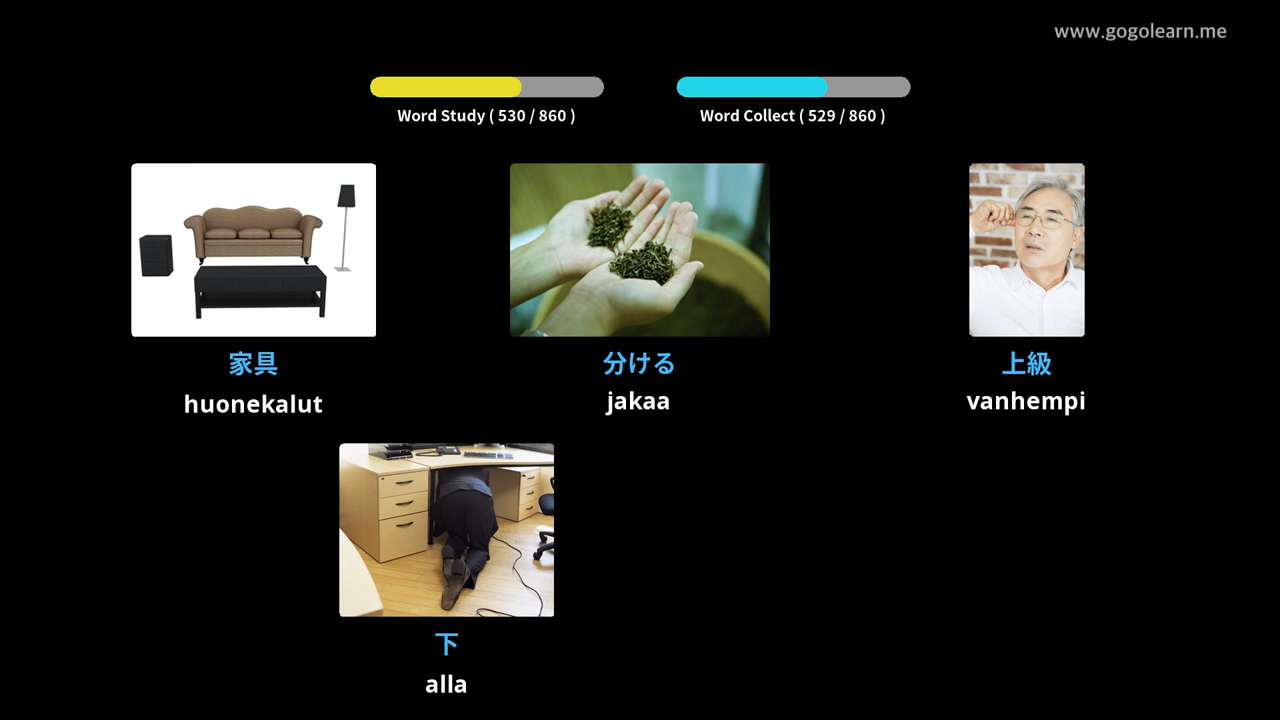 www.gogolearn.me
Word Study ( 530 / 860 )
Word Collect ( 529 / 860 )
家具
huonekalut
分ける
jakaa
上級
vanhempi
下
alla